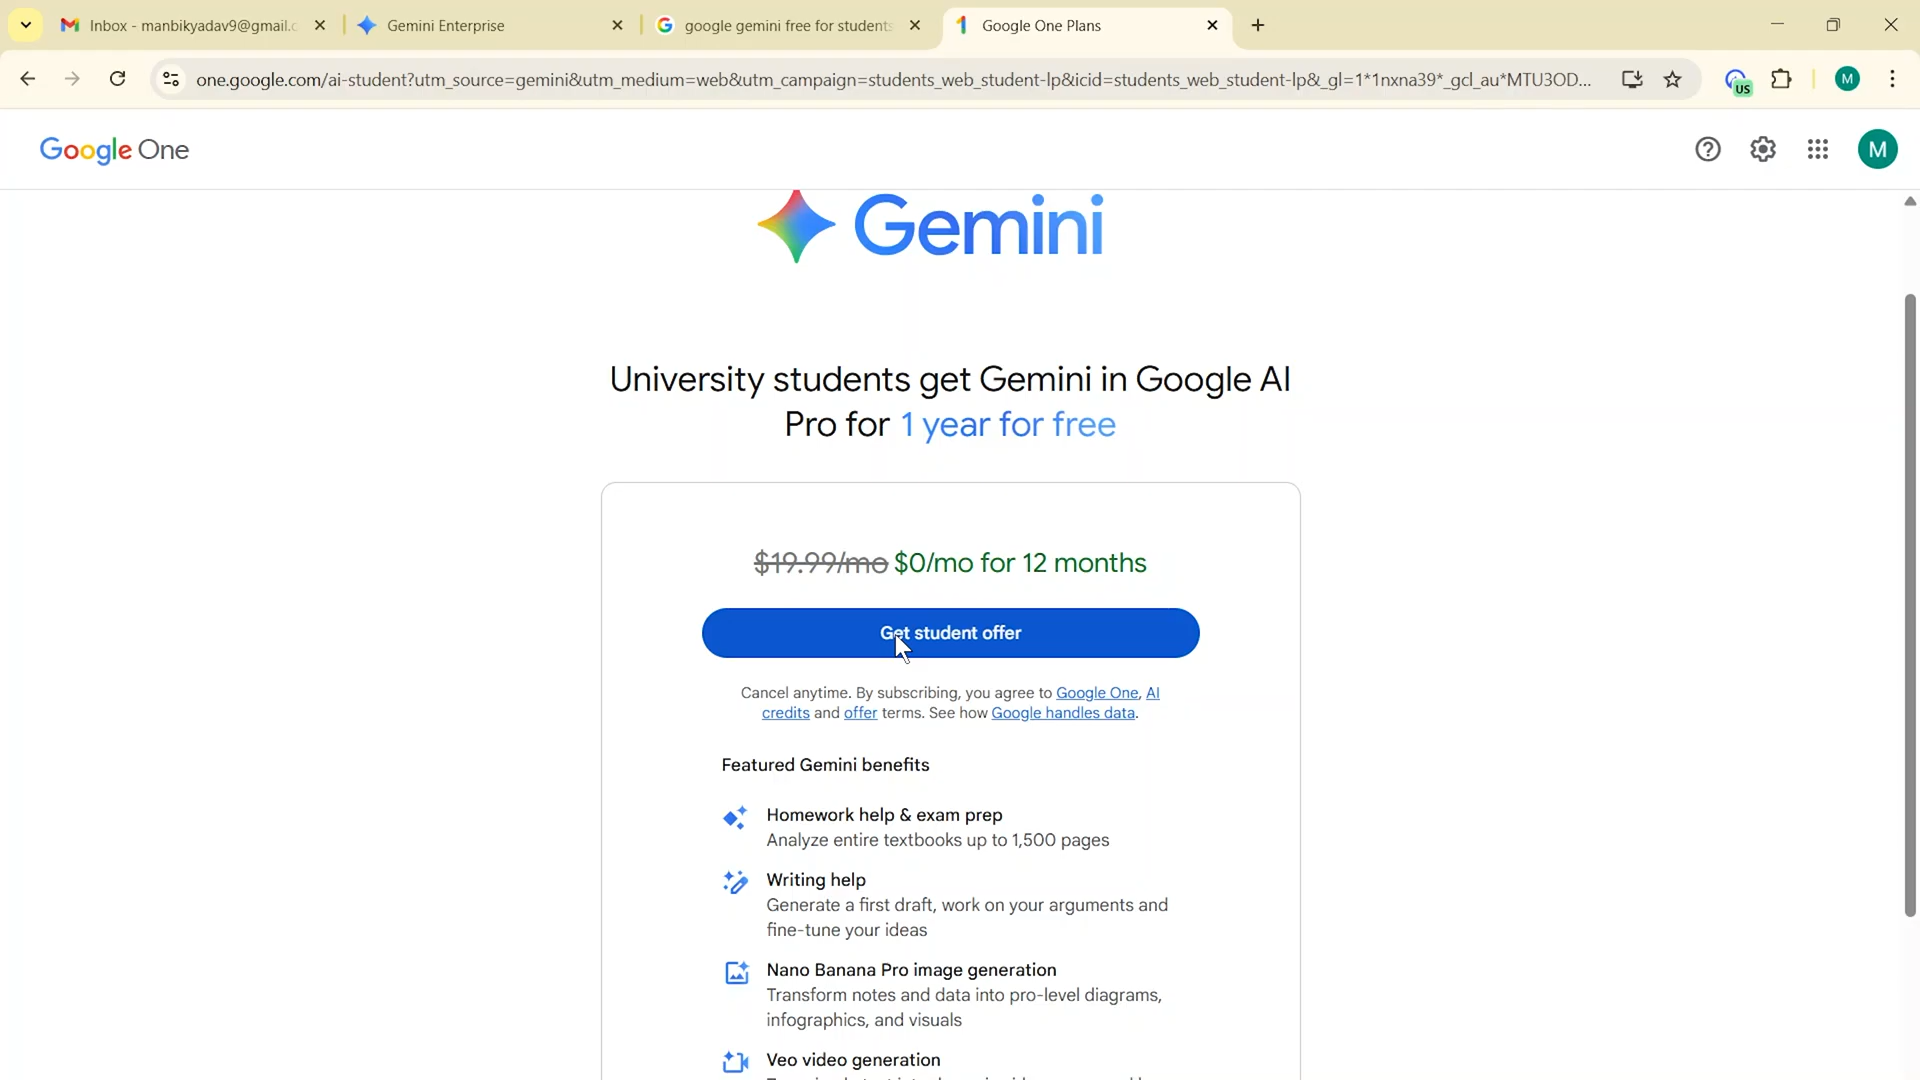 Inbox - manbikyadav9@gmail.c
Gemini Enterprise
google gemini free for students
Google One Plans
one.google.com/ai-student?utm_source=gemini&utm_medium=web&utm_campaign=students_web_student-lp&icid=students_web_student-lp&_gl=1*1nxna39*_gcl_au*MTU3OD...
US
M
Google One
M
Gemini
University students get Gemini in Google AI
Pro for 1 year for free
$19.99/mo $0/mo for 12 months
Get student offer
Cancel anytime. By subscribing, you agree to Google One, AI
credits and offer terms. See how Google handles data.
Featured Gemini benefits
Homework help & exam prep
Analyze entire textbooks up to 1,500 pages
Writing help
Generate a first draft, work on your arguments and
fine-tune your ideas
Nano Banana Pro image generation
Transform notes and data into pro-level diagrams,
infographics, and visuals
Veo video generation